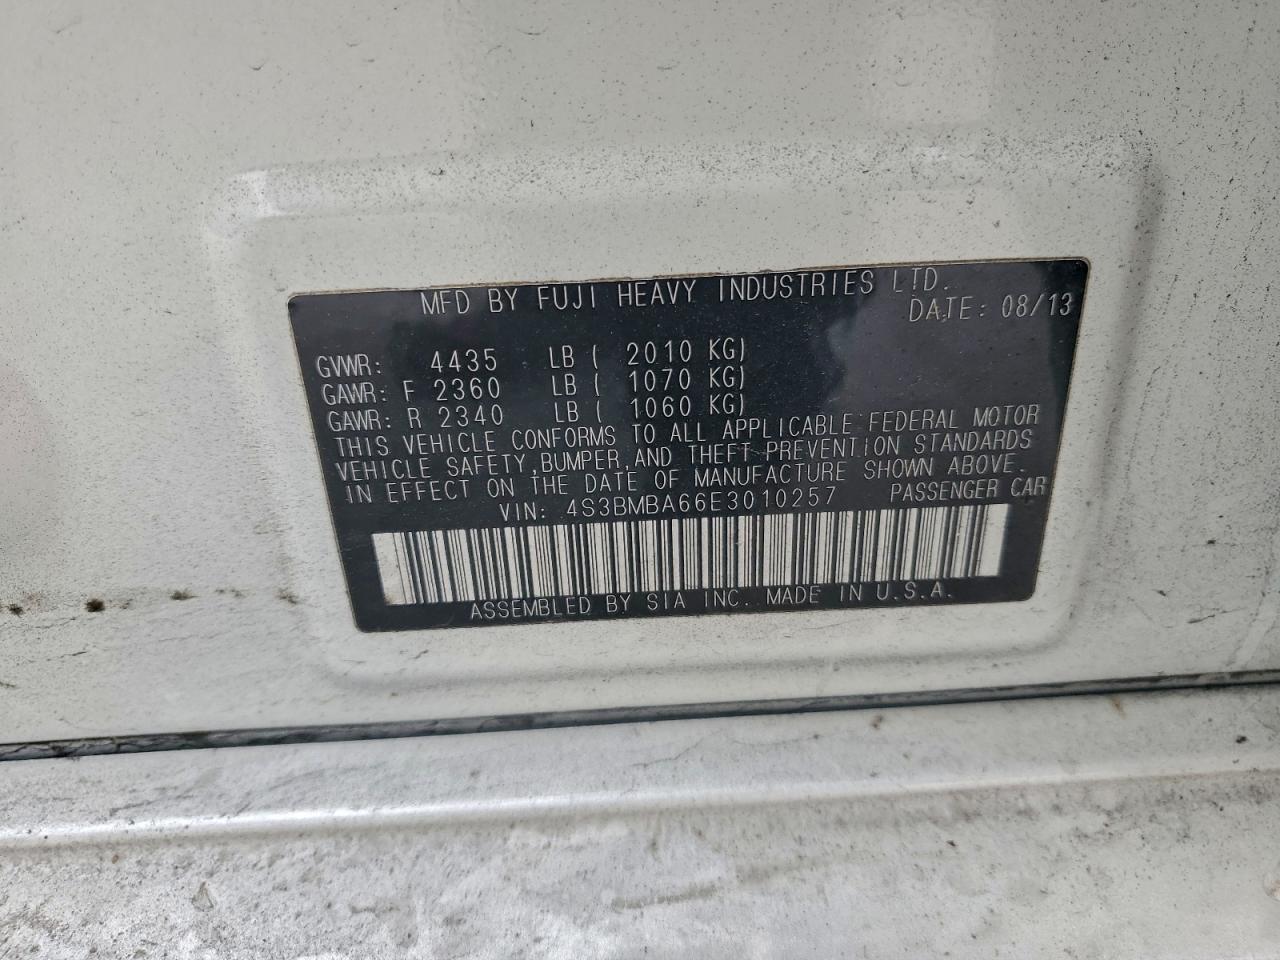 MFD BY FUJI HEAVY INDUSTRIES LTD.
DATE: 08/13
GVWR: 4435 LB ( 2010 KG)
GAWR: F 2360 LB ( 1070 KG)
GAWR: R 2340 LB ( 1060 KG)
THIS VEHICLE CONFORMS TO ALL APPLICABLE FEDERAL MOTOR
VEHICLE SAFETY,BUMPER,AND THEFT PREVENTION STANDARDS
IN EFFECT ON THE DATE OF MANUFACTURE SHOWN ABOVE.
VIN: 4S3BMBA66E3010257 PASSENGER CAR
ASSEMBLED BY SIA INC. MADE IN U.S.A.